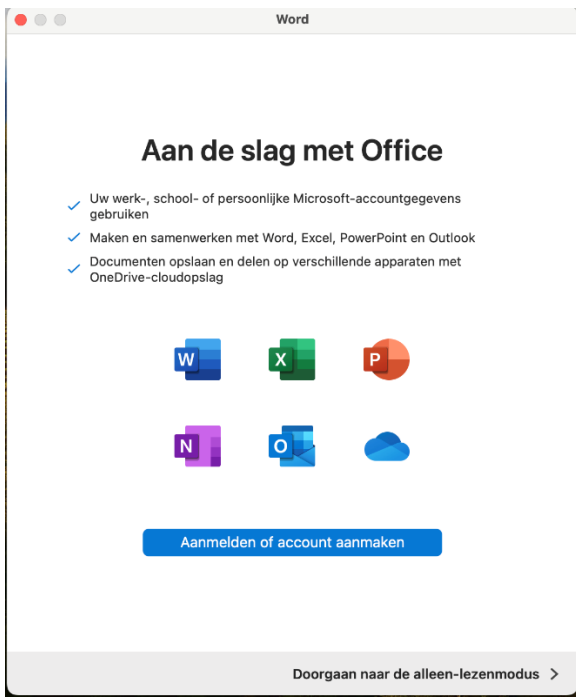 Word
Aan de slag met Office
Uw werk-, school- of persoonlijke Microsoft-accountgegevens
gebruiken
Maken en samenwerken met Word, Excel, PowerPoint en Outlook
Documenten opslaan en delen op verschillende apparaten met
OneDrive-cloudopslag
W X P
N O
Aanmelden of account aanmaken
Doorgaan naar de alleen-lezenmodus